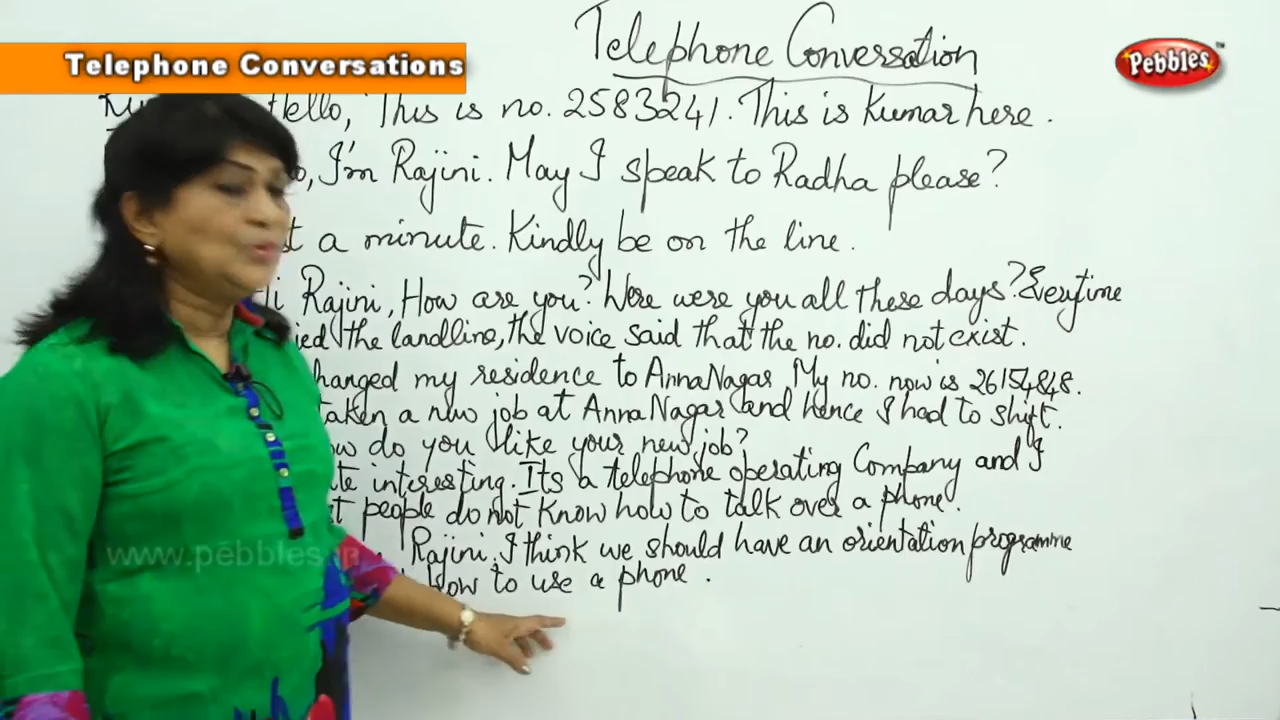 Telephone Conversation
Telephone Conversations
Pebbles
TM
Hello, This is no. 2583241. This is Kumar here.
I'm Rajini. May I speak to Radha please?
a minute. Kindly be on the line.
Rajini, How are you? Were were you all these days? Everytime
the landline, the voice said that the no. did not exist.
my residence to AnnaNagar. My no. now is 26154848.
taken a new job at AnnaNagar and hence I had to shift.
do you like your new job?
interesting. Its a telephone operating Company and I
people do not know how to talk over a phone.
Rajini. I think we should have an orientation programme
how to use a phone.
www.pebbles.in